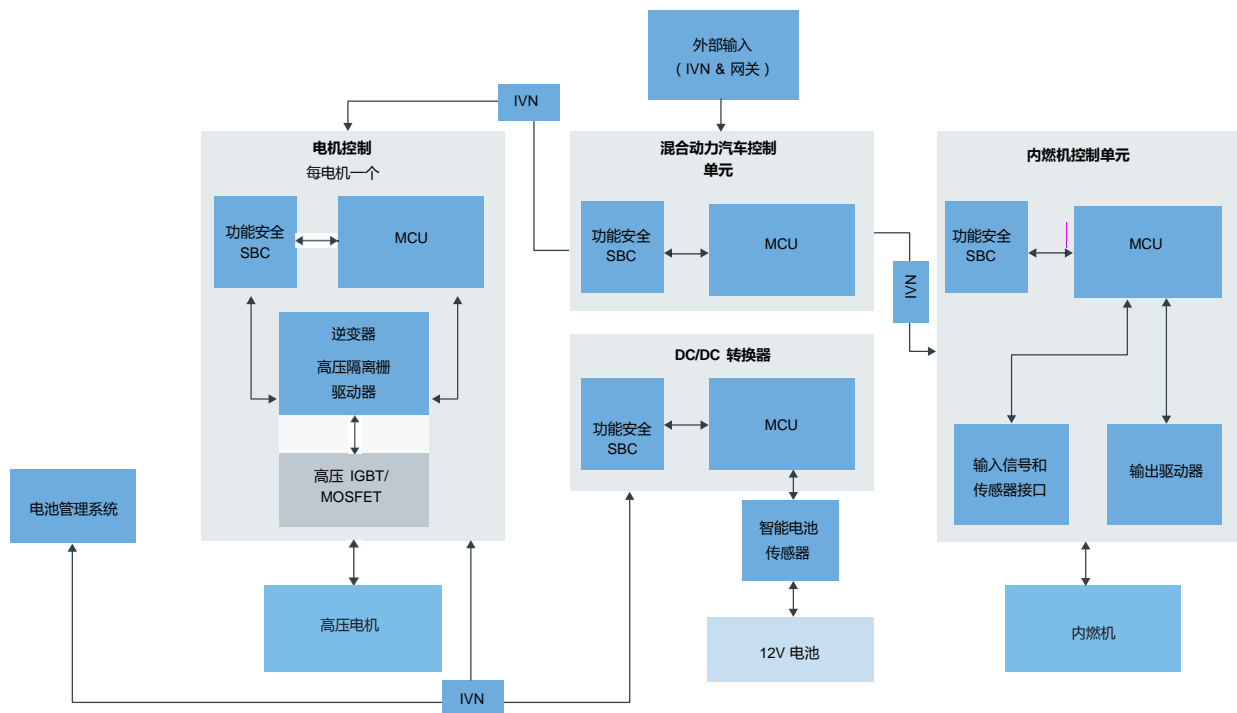 外部输入
（ IVN & 网关 ）
IVN
电机控制
每电机一个
功能安全
SBC
MCU
逆变器
高压隔离栅
驱动器
高压 IGBT/
MOSFET
高压电机
电池管理系统
IVN
混合动力汽车控制
单元
功能安全
SBC
MCU
IVN
DC/DC 转换器
功能安全
SBC
MCU
智能电池
传感器
12V 电池
内燃机控制单元
功能安全
SBC
MCU
输入信号和
传感器接口
输出驱动器
内燃机